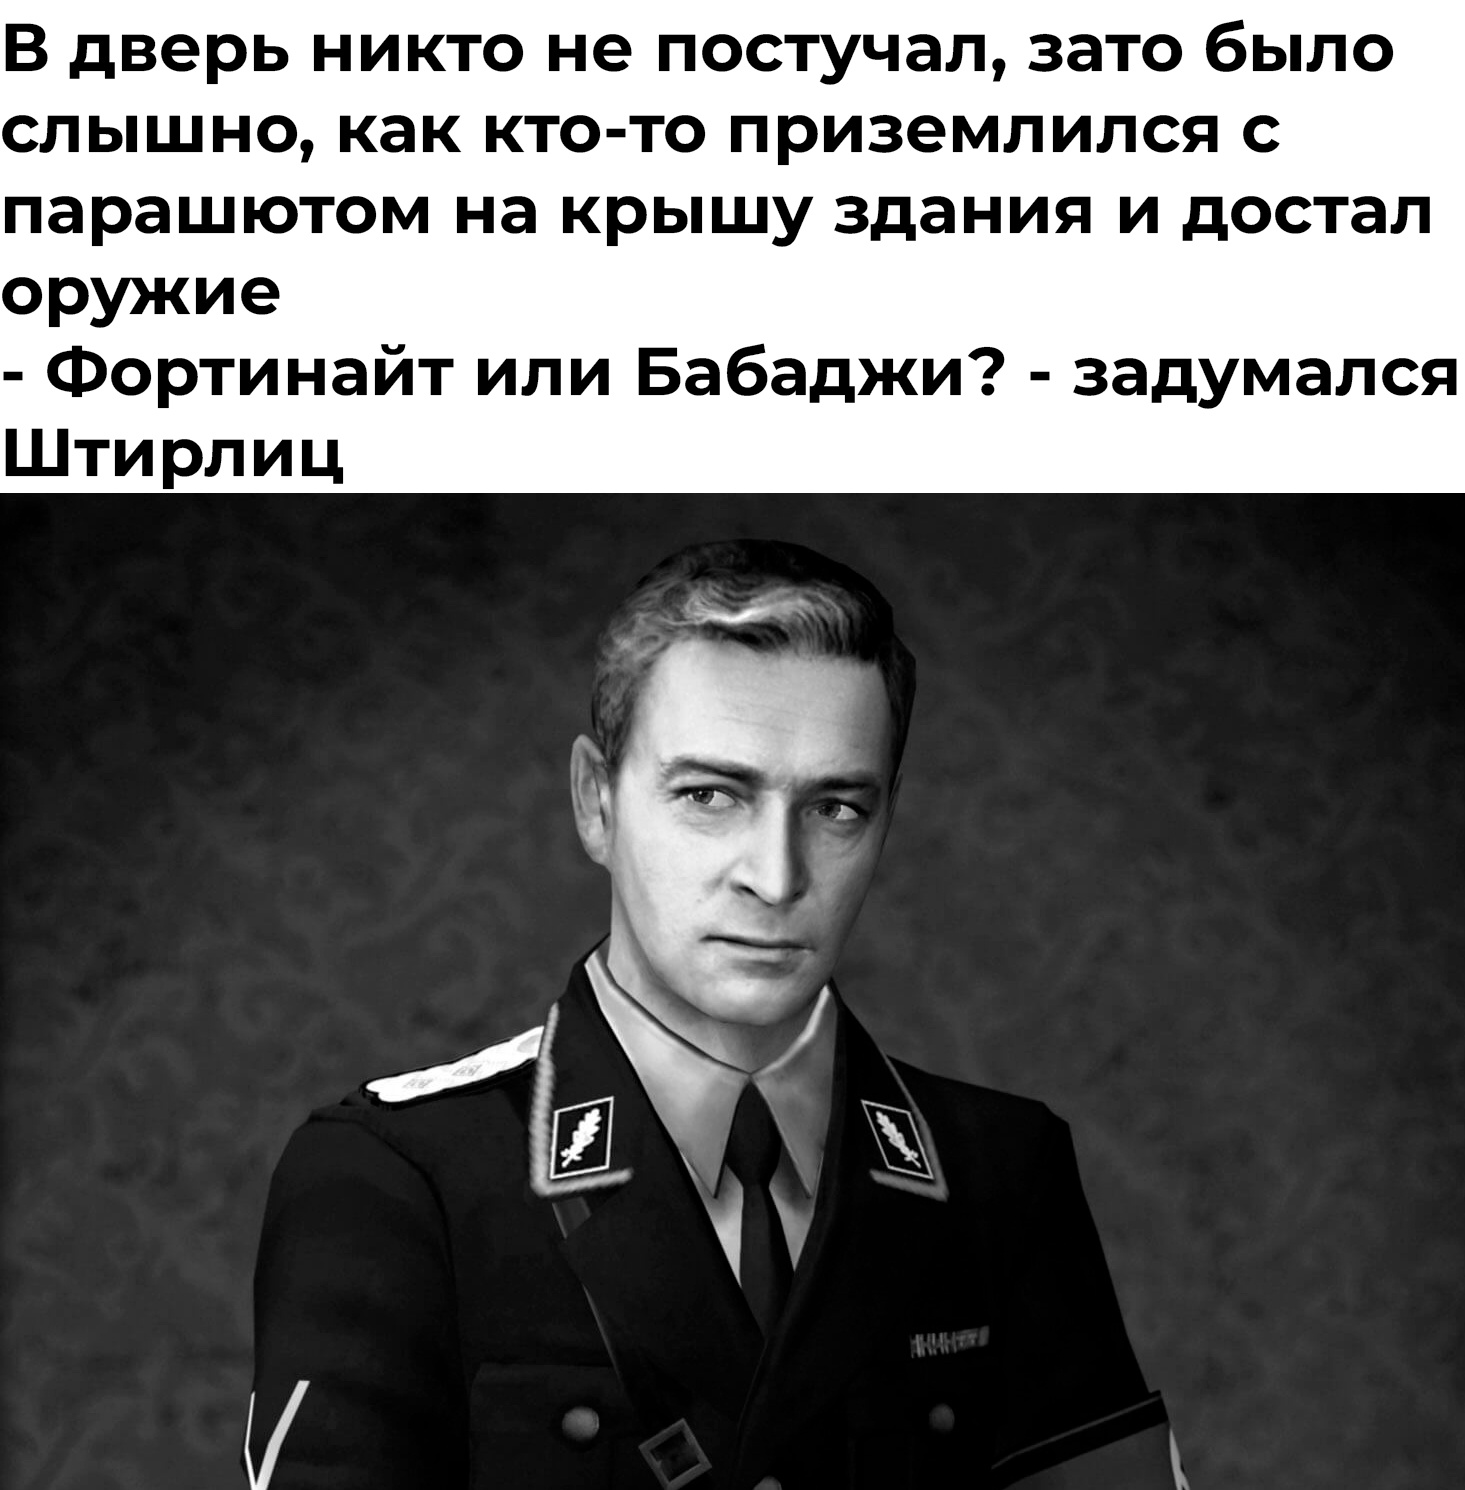 В дверь никто не постучал, зато было
слышно, как кто-то приземлился с
парашютом на крышу здания и достал
оружие
- Фортинайт или Бабаджи? - задумался
Штирлиц